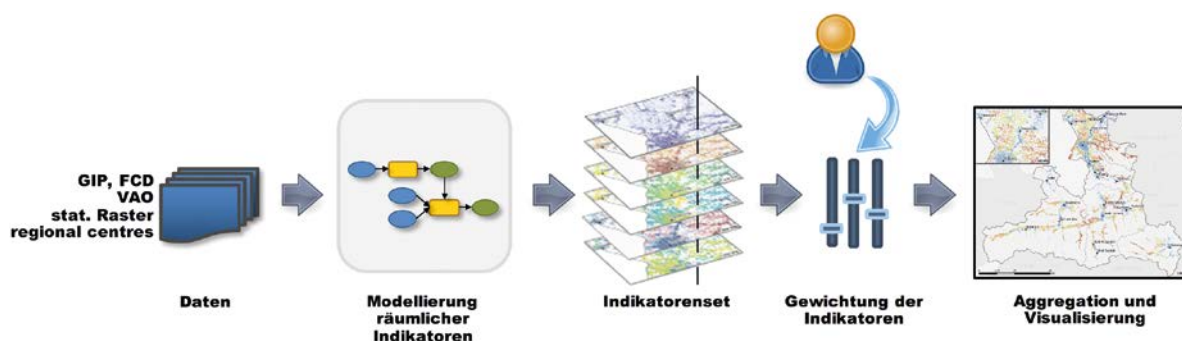 GIP, FCD
VAO
stat. Raster
regional centres
Daten
Modellierung
räumlicher
Indikatoren
Indikatorenset
Gewichtung der
Indikatoren
Aggregation und
Visualisierung